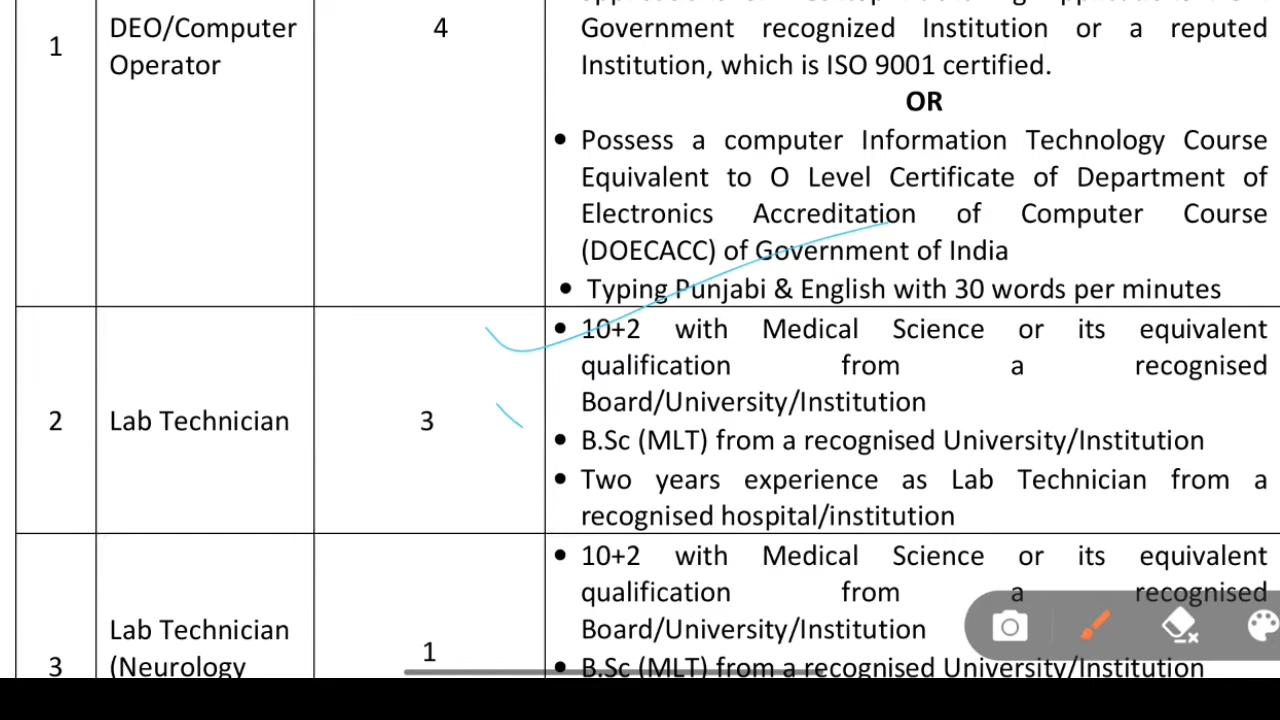 1
DEO/Computer
Operator
4
Government recognized Institution or a reputed
Institution, which is ISO 9001 certified.
OR
• Possess a computer Information Technology Course
Equivalent to O Level Certificate of Department of
Electronics Accreditation of Computer Course
(DOECACC) of Government of India
• Typing Punjabi & English with 30 words per minutes
2
Lab Technician
3
• 10+2 with Medical Science or its equivalent
qualification from a recognised
Board/University/Institution
• B.Sc (MLT) from a recognised University/Institution
• Two years experience as Lab Technician from a
recognised hospital/institution
3
Lab Technician
(Neurology
1
• 10+2 with Medical Science or its equivalent
qualification from a recognised
Board/University/Institution
• B.Sc (MLT) from a recognised University/Institution